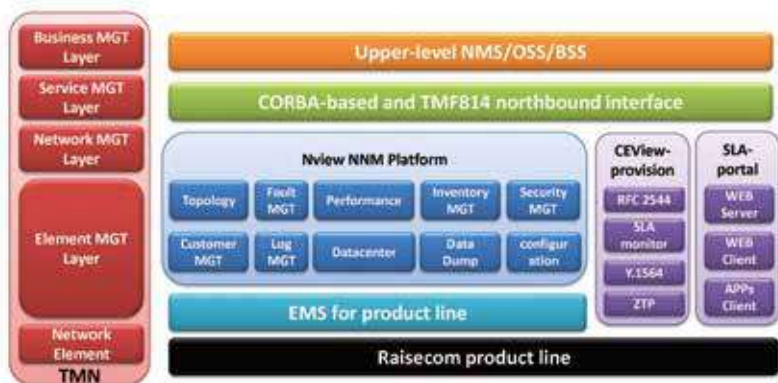 Business MGT
Layer
Service MGT
Layer
Network MGT
Layer
Element MGT
Layer
Network
Element
TMN
Upper-level NMS/OSS/BSS
CORBA-based and TMF814 northbound interface
Nview NNM Platform
Topology
Fault
MGT
Performance
Inventory
MGT
Security
MGT
Customer
MGT
Log
MGT
Datacenter
Data
Dump
configur
ation
CEView-
provision
RFC 2544
SLA
monitor
Y.1564
ZTP
SLA-
portal
WEB
Server
WEB
Client
APPs
Client
EMS for product line
Raisecom product line